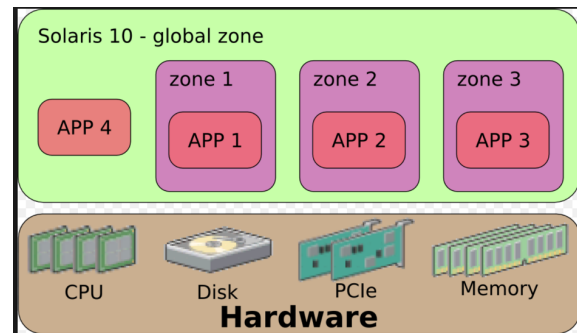 Solaris 10 - global zone
zone 1
zone 2
zone 3
APP 4
APP 1
APP 2
APP 3
CPU
Disk
PCIe
Memory
Hardware